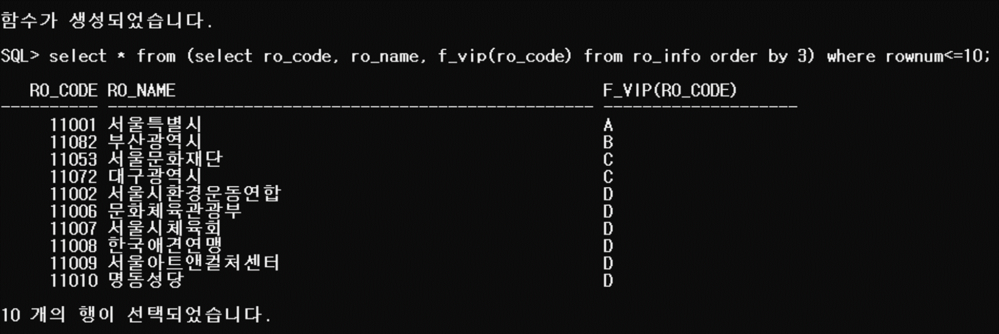 함수가 생성되었습니다.
SQL> select * from (select ro_code, ro_name, f_vip(ro_code) from ro_info order by 3) where rownum<=10;
RO_CODE RO_NAME F_VIP(RO_CODE)
---------- -------------------------------------------------- --------------------
11001 서울특별시 A
11082 부산광역시 B
11053 서울문화재단 C
11072 대구광역시 C
11002 서울시환경운동연합 D
11006 문화체육관광부 D
11007 서울시체육회 D
11008 한국애견연맹 D
11009 서울아트앤컬처센터 D
11010 명동성당 D
10 개의 행이 선택되었습니다.